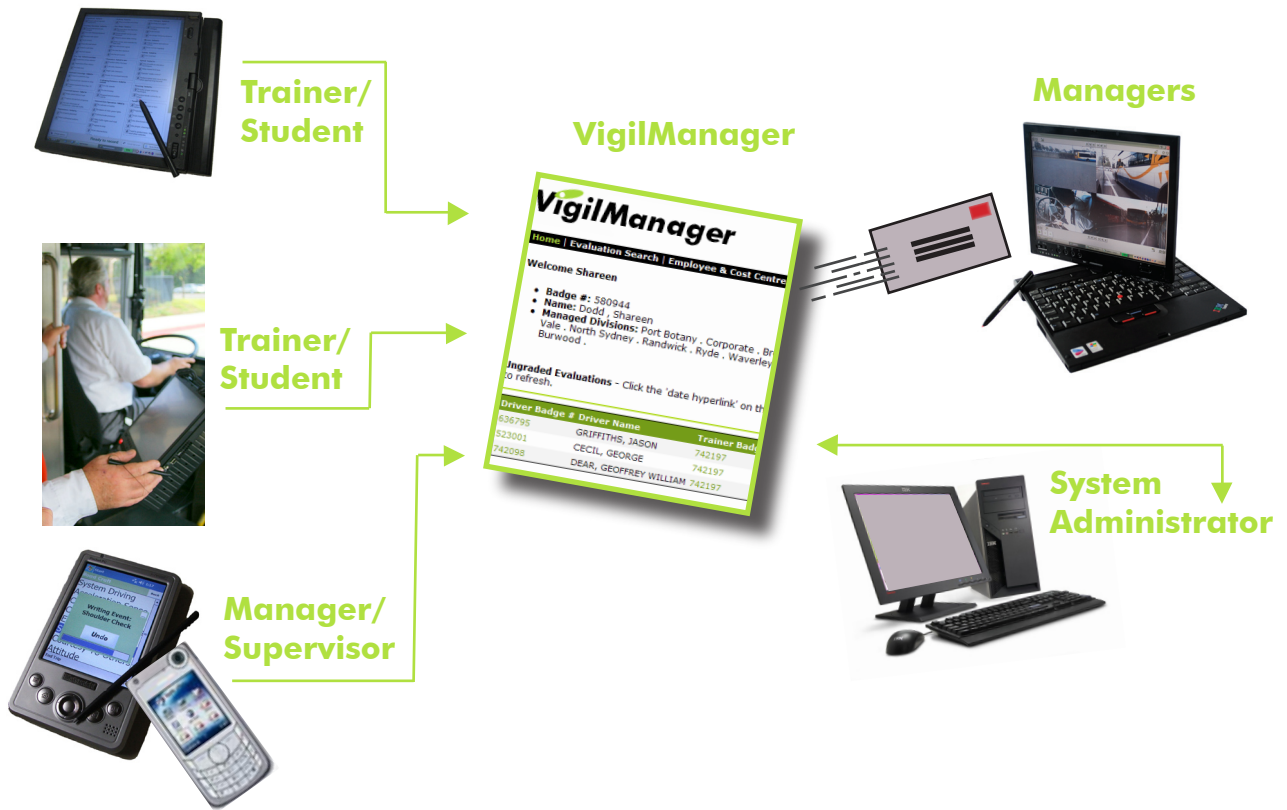 Trainer/
Student
Managers
VigilManager
VigilManager
Home | Evaluation Search | Employee & Cost Centre
Welcome Shareen
• Badge #: 580944
• Name: Dodd , Shareen
• Managed Divisions: Port Botany , Corporate . Br
Vale . North Sydney . Randwick . Ryde . Waverley
Burwood .
Ungraded Evaluations - Click the 'date hyperlink' on th
to refresh.
Driver Badge # Driver Name Trainer Bad
636795 GRIFFITHS, JASON 742197
523001 CECIL, GEORGE 742197
742098 DEAR, GEOFFREY WILLIAM 742197
Trainer/
Student
System
Administrator
Manager/
Supervisor
System Driving
Writing Event:
Shoulder Check
Undo
Attitude